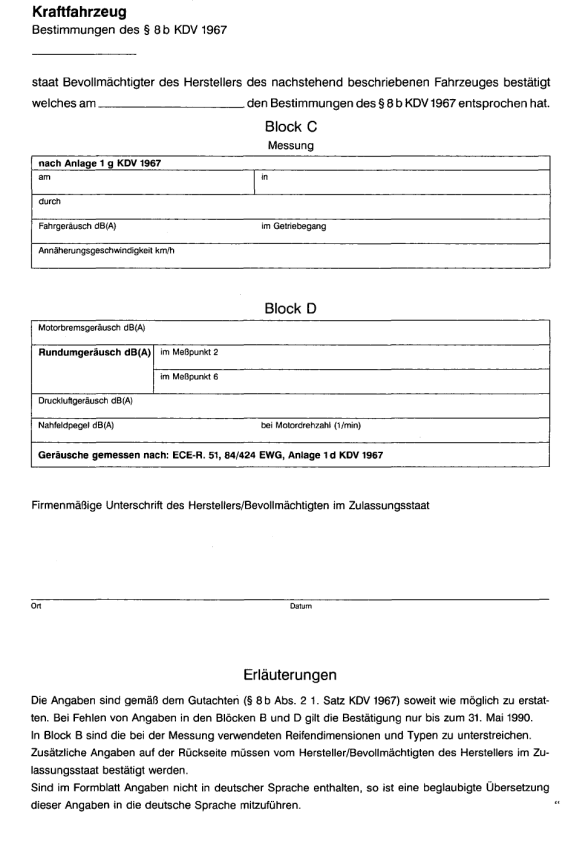 Kraftfahrzeug
Bestimmungen des § 8 b KDV 1967
staat Bevollmächtigter des Herstellers des nachstehend beschriebenen Fahrzeuges bestätigt
welches am ____________ den Bestimmungen des § 8 b KDV 1967 entsprochen hat.
Block C
Messung
nach Anlage 1 g KDV 1967
am in
durch
Fahrgeräusch dB(A) im Getriebegang
Annäherungsgeschwindigkeit km/h
Block D
Motorbremsgeräusch dB(A)
Rundumgeräusch dB(A) im Meßpunkt 2
im Meßpunkt 6
Druckluftgeräusch dB(A)
Nahfeldpegel dB(A) bei Motordrehzahl (1/min)
Geräusche gemessen nach: ECE-R. 51, 84/424 EWG, Anlage 1 d KDV 1967
Firmenmäßige Unterschrift des Herstellers/Bevollmächtigten im Zulassungsstaat
Ort Datum
Erläuterungen
Die Angaben sind gemäß dem Gutachten (§ 8 b Abs. 2 1. Satz KDV 1967) soweit wie möglich zu erstat-
ten. Bei Fehlen von Angaben in den Blöcken B und D gilt die Bestätigung nur bis zum 31. Mai 1990.
In Block B sind die bei der Messung verwendeten Reifendimensionen und Typen zu unterstreichen.
Zusätzliche Angaben auf der Rückseite müssen vom Hersteller/Bevollmächtigten des Herstellers im Zu-
lassungsstaat bestätigt werden.
Sind im Formblatt Angaben nicht in deutscher Sprache enthalten, so ist eine beglaubigte Übersetzung
dieser Angaben in die deutsche Sprache mitzuführen. “